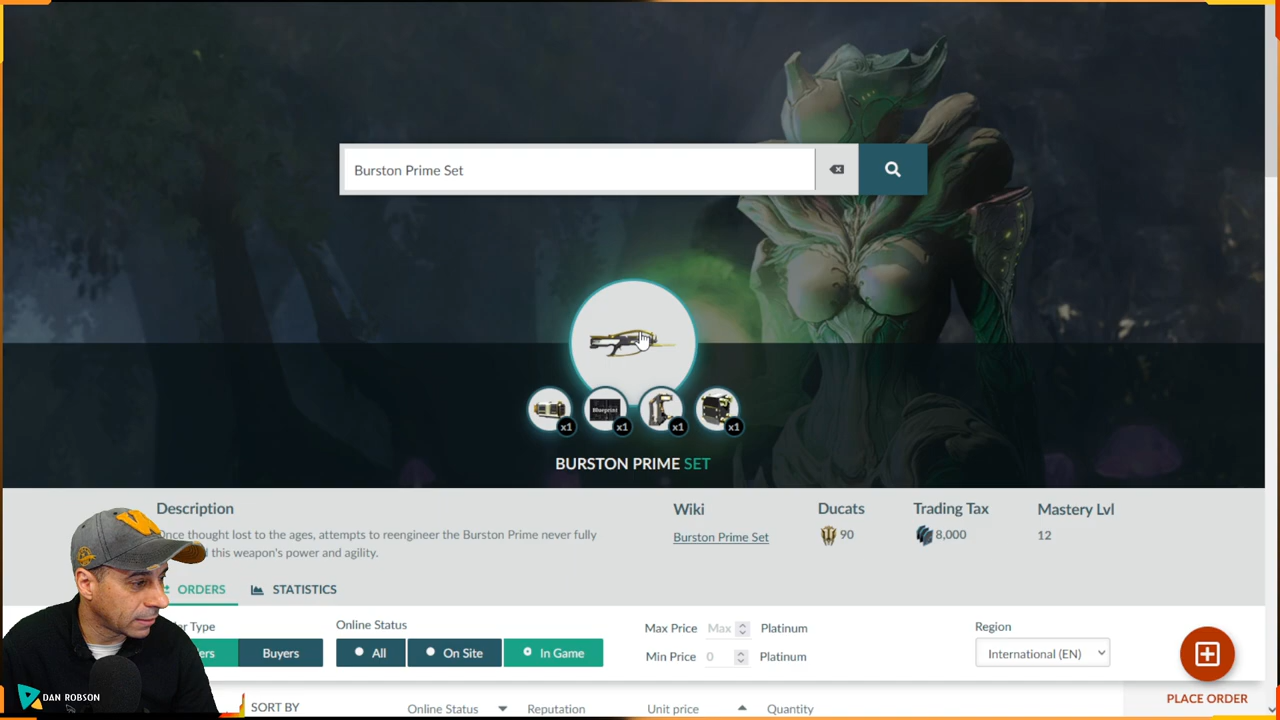 Burston Prime Set
Blueprint
x1 x1 x1 x1
BURSTON PRIME SET
Description
Once thought lost to the ages, attempts to reengineer the Burston Prime never fully
this weapon's power and agility.
Wiki
Burston Prime Set
Ducats
90
Trading Tax
8,000
Mastery Lvl
12
ORDERS
STATISTICS
Type
Buyers
Online Status
All
On Site
In Game
Max Price Max Platinum
Min Price 0 Platinum
Region
International (EN)
PLACE ORDER
SORT BY
Online Status
Reputation
Unit price
Quantity
DAN ROBSON